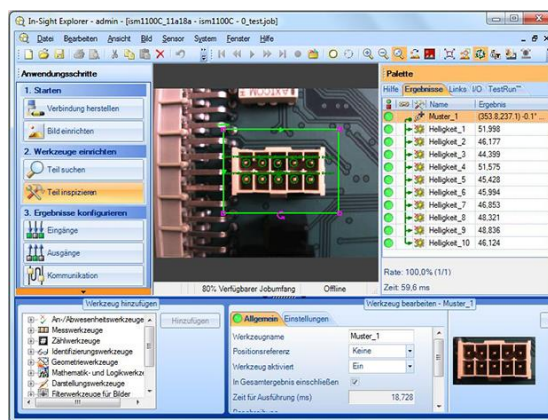 In-Sight Explorer - admin - [ism1100C_11a18a - ism1100C - 0_test.job]
Datei Bearbeiten Ansicht Bild Sensor System Fenster Hilfe
Anwendungsschritte
1. Starten
Verbindung herstellen
Bild einrichten
2. Werkzeuge einrichten
Teil suchen
Teil inspizieren
3. Ergebnisse konfigurieren
Eingänge
Ausgänge
Kommunikation
80% Verfügbarer Jobumfang Offline
Palette
Hilfe Ergebnisse Links I/O TestRun™
Name Ergebnis
Muster_1 (353.8,237.1) -0.1° ...
Helligkeit_1 51,998
Helligkeit_2 46,177
Helligkeit_3 44,399
Helligkeit_4 51,575
Helligkeit_5 45,428
Helligkeit_6 45,994
Helligkeit_7 46,853
Helligkeit_8 48,321
Helligkeit_9 48,836
Helligkeit_10 46,124
Rate: 100,0% (1/1)
Zeit: 59,6 ms
Werkzeug hinzufügen
An-/Abwesenheitswerkzeuge
Messwerkzeuge
Zählwerkzeuge
Identifizierungswerkzeuge
Geometriewerkzeuge
Mathematik- und Logikwerkze
Darstellungswerkzeuge
Filterwerkzeuge für Bilder
Hinzufügen
Werkzeug bearbeiten - Muster_1
Allgemein Einstellungen
Werkzeugname Muster_1
Positionsreferenz Keine
Werkzeug aktiviert Ein
In Gesamtergebnis einschließen
Zeit für Ausführung (ms) 18,728